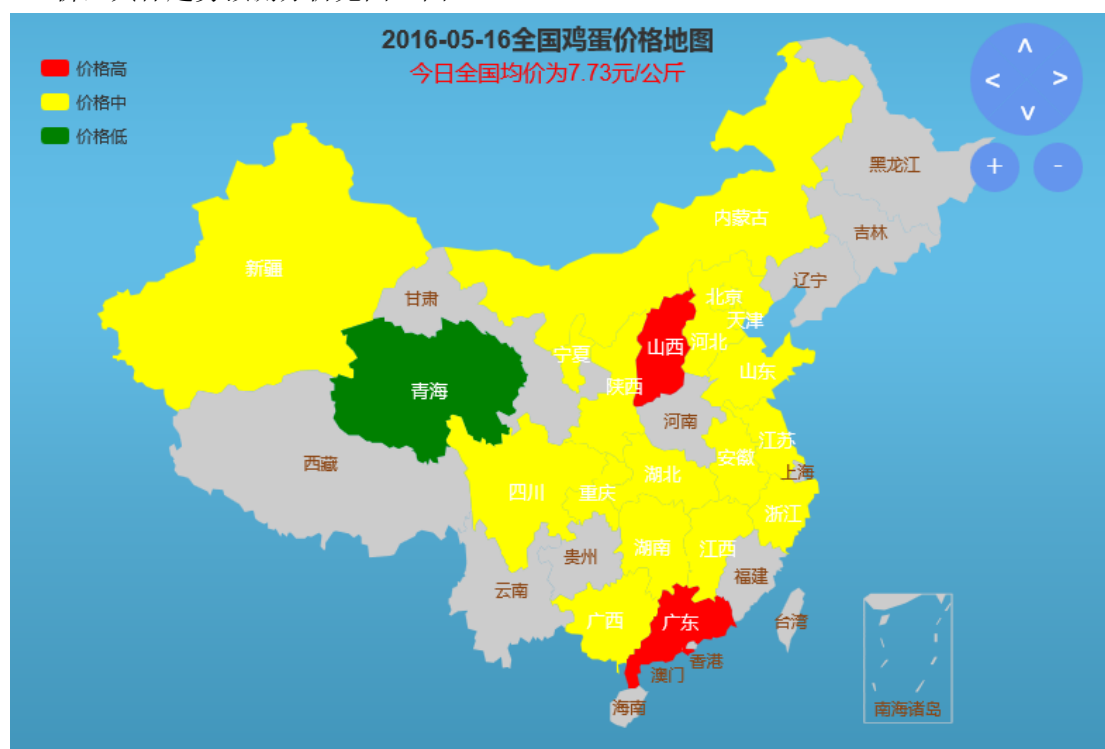 2016-05-16全国鸡蛋价格地图
今日全国均价为7.73元/公斤
价格高
价格中
价格低
+
-
黑龙江
内蒙古
吉林
新疆
辽宁
甘肃
北京
天津
宁夏
山西
河北
山东
陕西
青海
河南
江苏
西藏
安徽
上海
湖北
四川
重庆
浙江
湖南
江西
贵州
福建
云南
广西
广东
台湾
香港
澳门
海南
南海诸岛